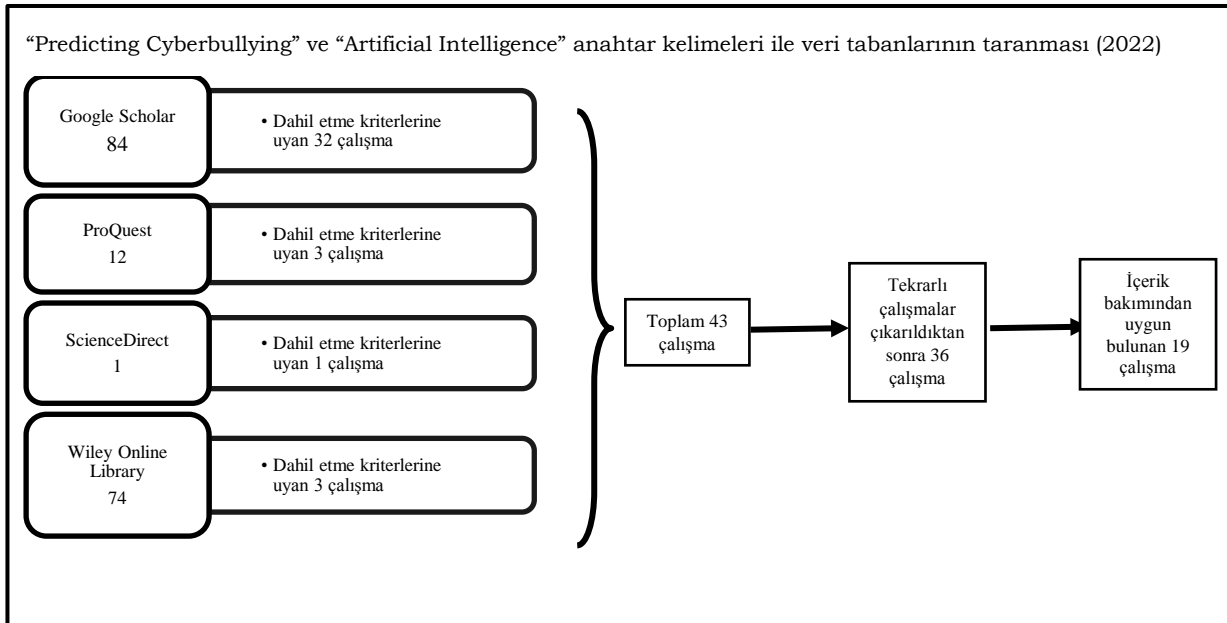 “Predicting Cyberbullying” ve “Artificial Intelligence” anahtar kelimeleri ile veri tabanlarının taranması (2022)
Google Scholar
84
• Dahil etme kriterlerine
uyan 32 çalışma
ProQuest
12
• Dahil etme kriterlerine
uyan 3 çalışma
ScienceDirect
1
• Dahil etme kriterlerine
uyan 1 çalışma
Wiley Online
Library
74
• Dahil etme kriterlerine
uyan 3 çalışma
Toplam 43
çalışma
Tekrarlı
çalışmalar
çıkarıldıktan
sonra 36
çalışma
İçerik
bakımından
uygun
bulunan 19
çalışma